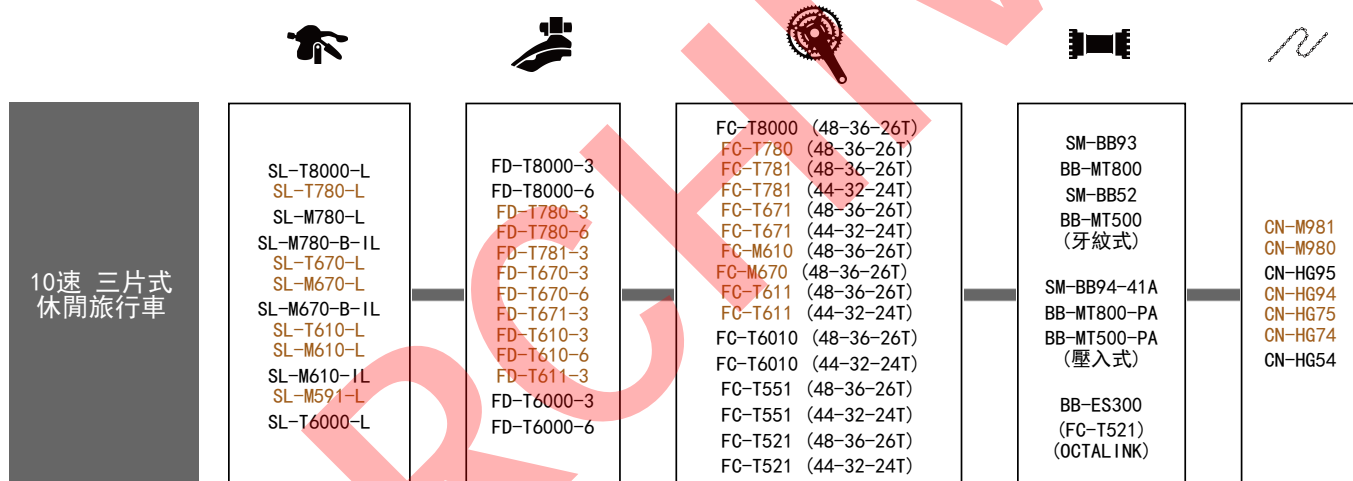 10速 三片式
休閒旅行車
SL-T8000-L
SL-T780-L
SL-M780-L
SL-M780-B-IL
SL-T670-L
SL-M670-L
SL-M670-B-IL
SL-T610-L
SL-M610-L
SL-M610-IL
SL-M591-L
SL-T6000-L
FD-T8000-3
FD-T8000-6
FD-T780-3
FD-T780-6
FD-T781-3
FD-T670-3
FD-T670-6
FD-T671-3
FD-T610-3
FD-T610-6
FD-T611-3
FD-T6000-3
FD-T6000-6
FC-T8000 (48-36-26T)
FC-T780 (48-36-26T)
FC-T781 (48-36-26T)
FC-T781 (44-32-24T)
FC-T671 (48-36-26T)
FC-T671 (44-32-24T)
FC-M610 (48-36-26T)
FC-M670 (48-36-26T)
FC-T611 (48-36-26T)
FC-T611 (44-32-24T)
FC-T6010 (48-36-26T)
FC-T6010 (44-32-24T)
FC-T551 (48-36-26T)
FC-T551 (44-32-24T)
FC-T521 (48-36-26T)
FC-T521 (44-32-24T)
SM-BB93
BB-MT800
SM-BB52
BB-MT500
(牙紋式)
SM-BB94-41A
BB-MT800-PA
BB-MT500-PA
(壓入式)
BB-ES300
(FC-T521)
(OCTALINK)
CN-M981
CN-M980
CN-HG95
CN-HG94
CN-HG75
CN-HG74
CN-HG54
RCHIV